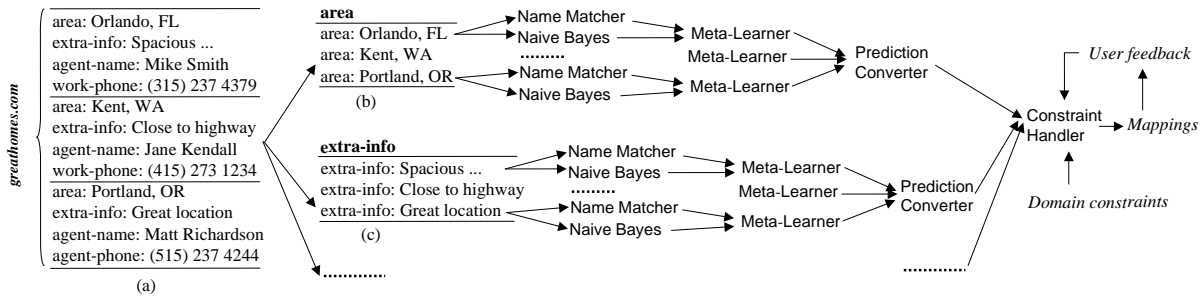 greathomes.com
area: Orlando, FL
extra-info: Spacious ...
agent-name: Mike Smith
work-phone: (315) 237 4379
area: Kent, WA
extra-info: Close to highway
agent-name: Jane Kendall
work-phone: (415) 273 1234
area: Portland, OR
extra-info: Great location
agent-name: Matt Richardson
agent-phone: (515) 237 4244
(a)
area
area: Orlando, FL
area: Kent, WA
area: Portland, OR
(b)
Name Matcher
Naive Bayes
.........
Name Matcher
Naive Bayes
Meta-Learner
Meta-Learner
Meta-Learner
Prediction
Converter
extra-info
extra-info: Spacious ...
extra-info: Close to highway
extra-info: Great location
(c)
Name Matcher
Naive Bayes
.........
Name Matcher
Naive Bayes
Meta-Learner
Meta-Learner
Meta-Learner
Prediction
Converter
.............
.............
User feedback
Constraint
Handler
Mappings
Domain constraints